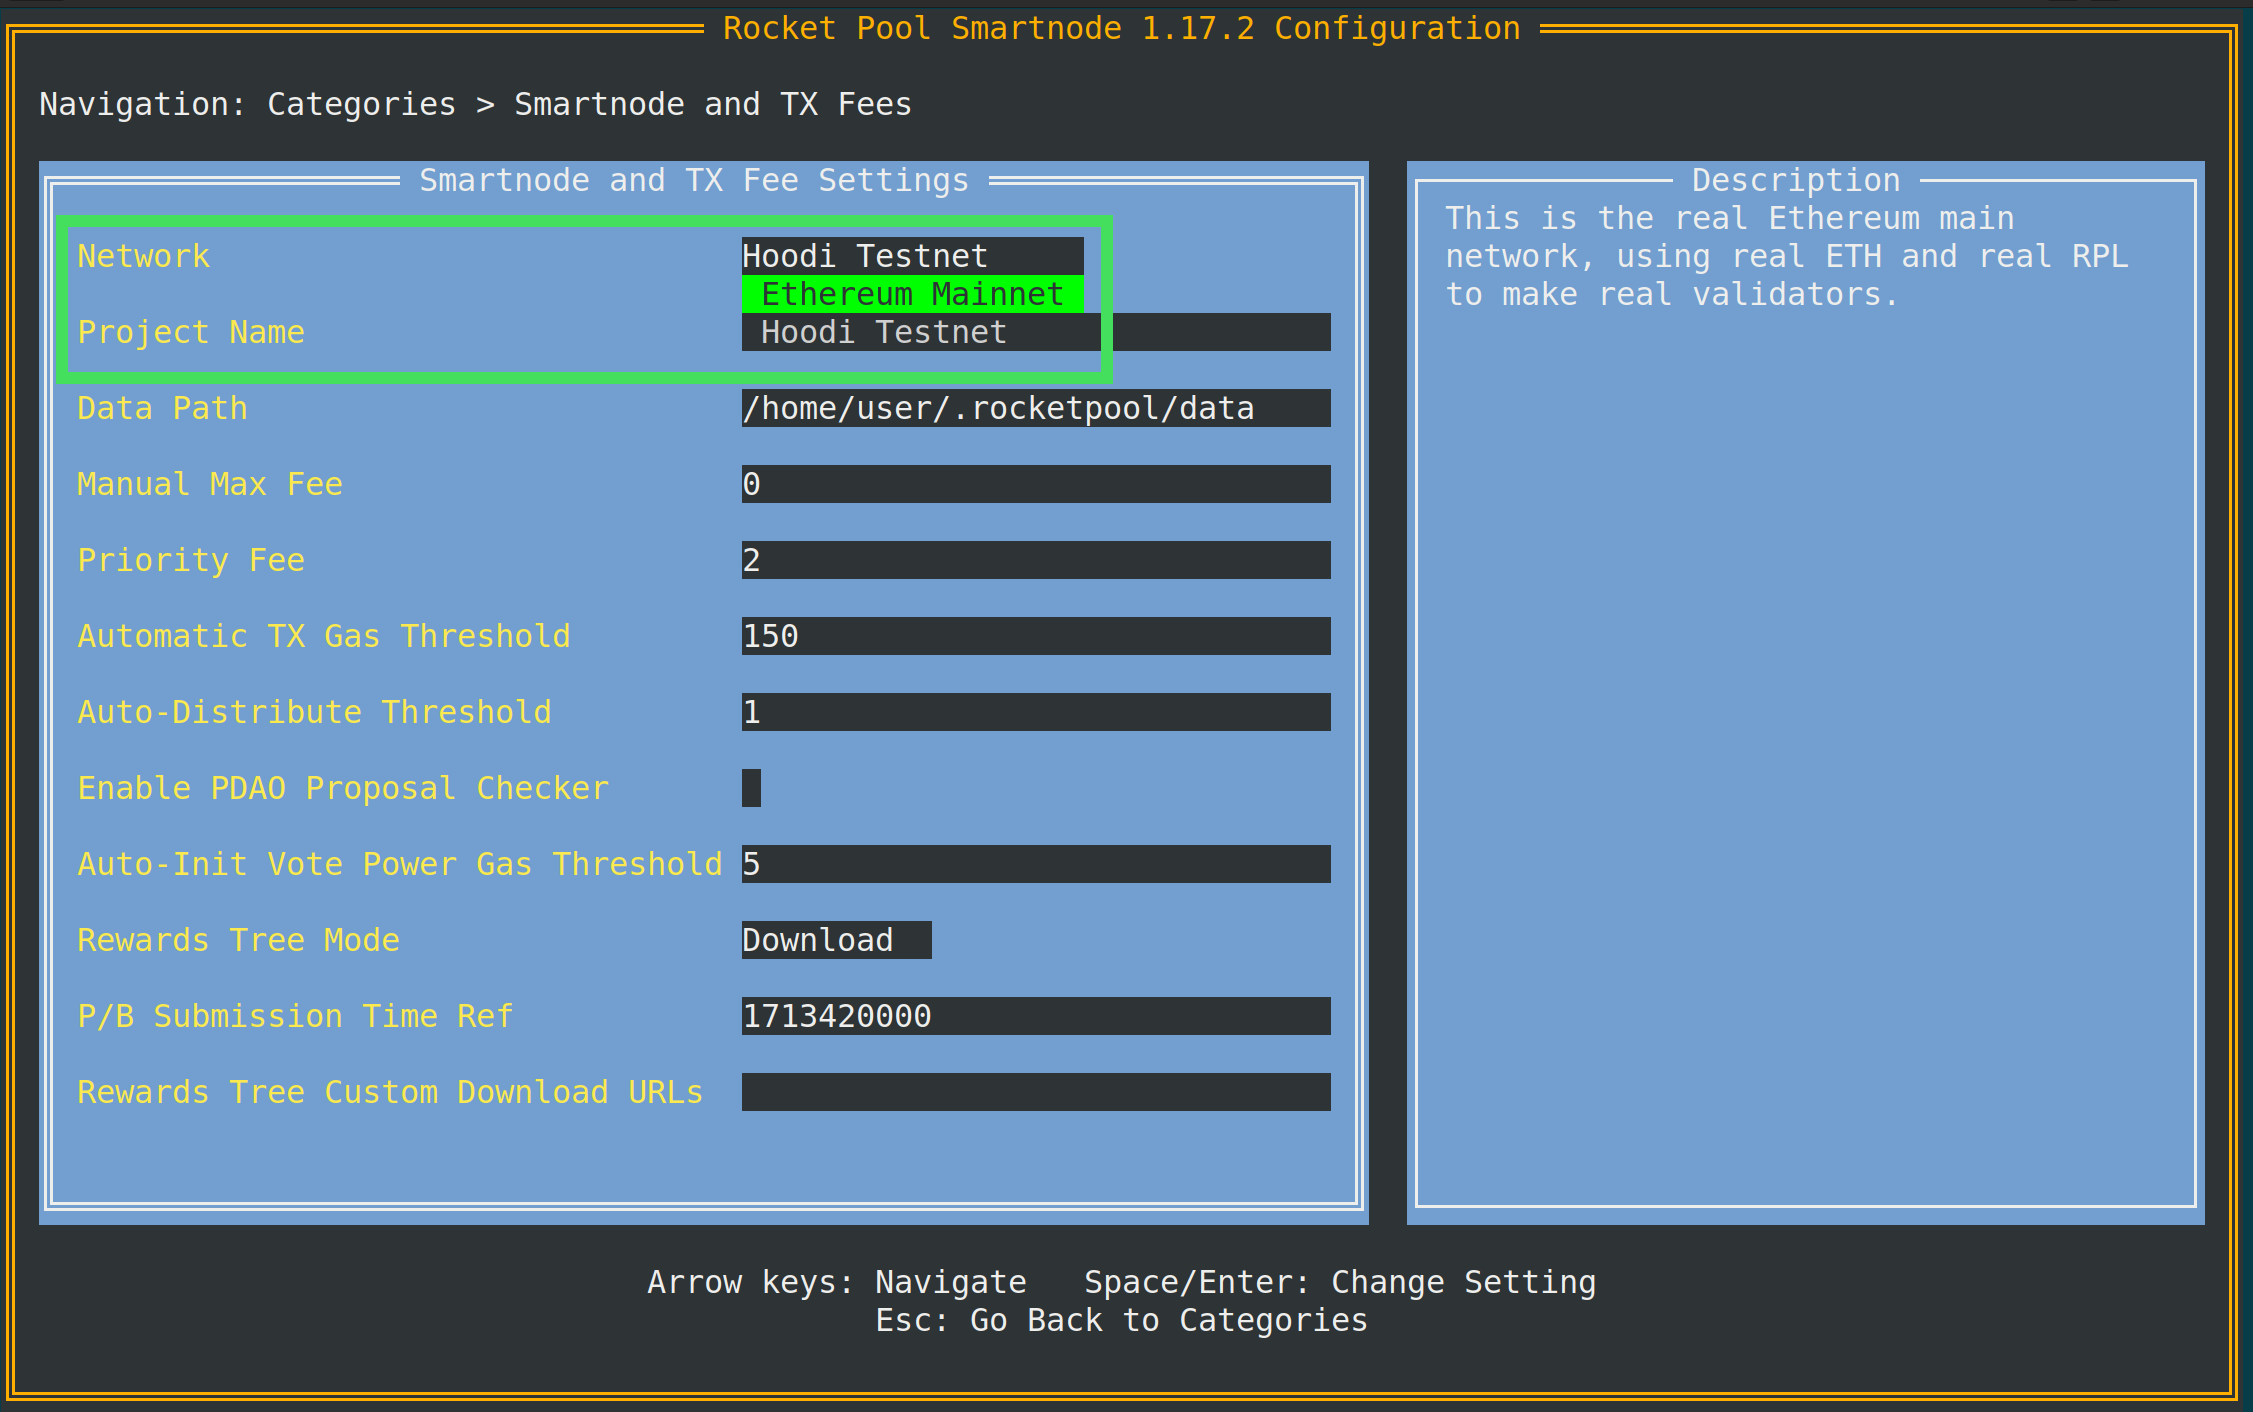 Rocket Pool Smartnode 1.17.2 Configuration
Navigation: Categories > Smartnode and TX Fees
Smartnode and TX Fee Settings
Network Hoodi Testnet
Ethereum Mainnet
Project Name Hoodi Testnet
Data Path /home/user/.rocketpool/data
Manual Max Fee 0
Priority Fee 2
Automatic TX Gas Threshold 150
Auto-Distribute Threshold 1
Enable PDAO Proposal Checker
Auto-Init Vote Power Gas Threshold 5
Rewards Tree Mode Download
P/B Submission Time Ref 1713420000
Rewards Tree Custom Download URLs
Description
This is the real Ethereum main
network, using real ETH and real RPL
to make real validators.
Arrow keys: Navigate Space/Enter: Change Setting
Esc: Go Back to Categories